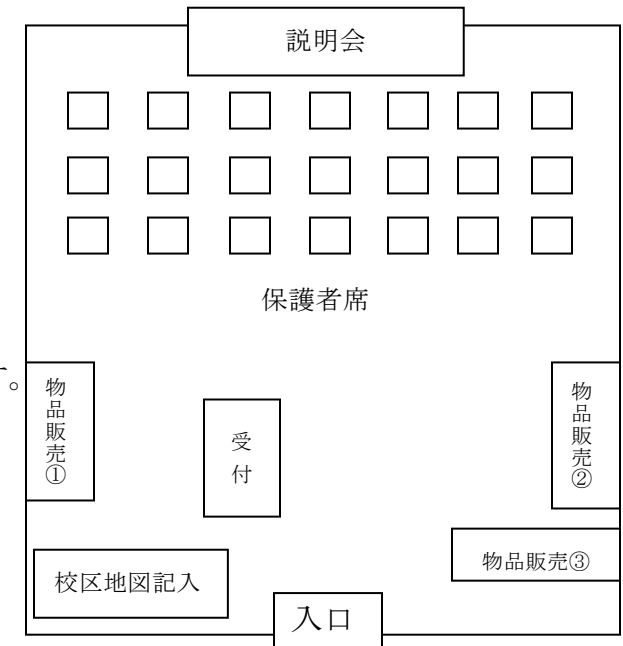 説明会
保護者席
。
物品販売①
受付
物品販売②
物品販売③
校区地図記入
入口